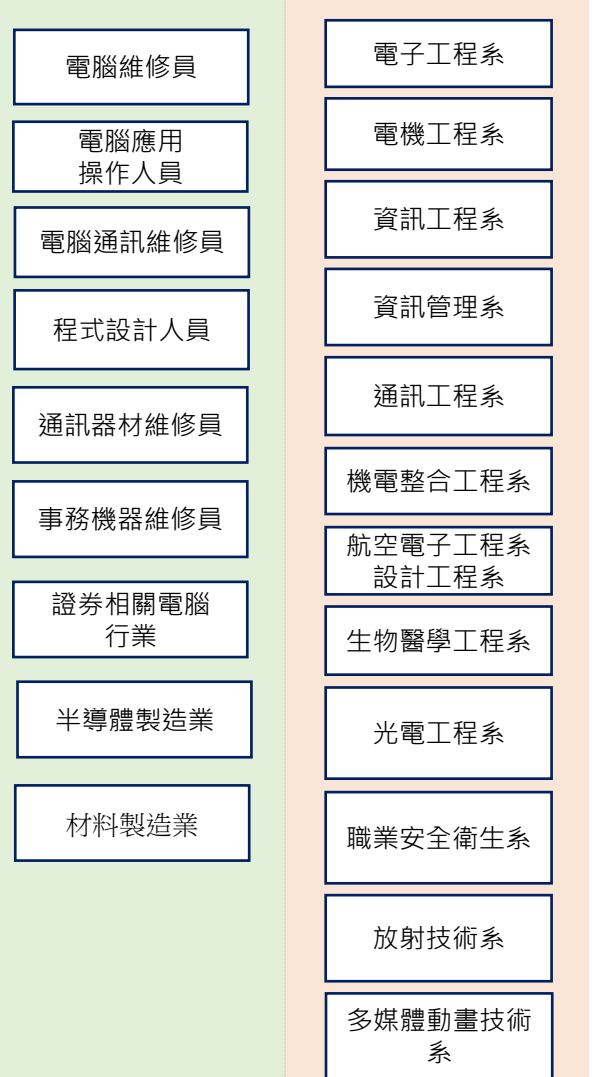 電腦維修員
電腦應用
操作人員
電腦通訊維修員
程式設計人員
通訊器材維修員
事務機器維修員
證券相關電腦
行業
半導體製造業
材料製造業
電子工程系
電機工程系
資訊工程系
資訊管理系
通訊工程系
機電整合工程系
航空電子工程系
設計工程系
生物醫學工程系
光電工程系
職業安全衛生系
放射技術系
多媒體動畫技術
系